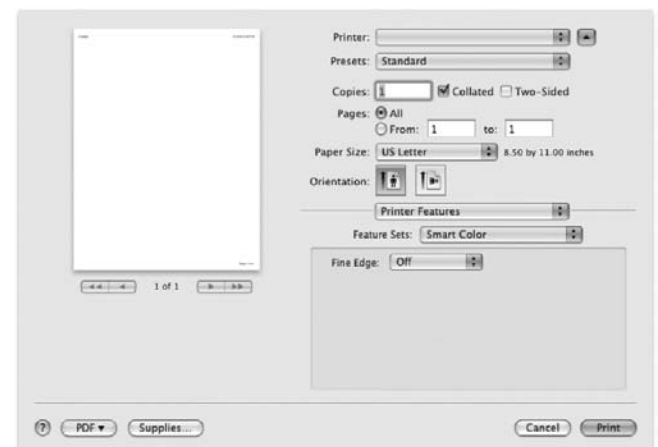 Printer:
Presets: Standard
Copies: 1 Collated Two-Sided
Pages: All
From: 1 to: 1
Paper Size: US Letter 8.50 by 11.00 inches
Orientation:
Printer Features
Feature Sets: Smart Color
Fine Edge: Off
1 of 1
? PDF Supplies... Cancel Print